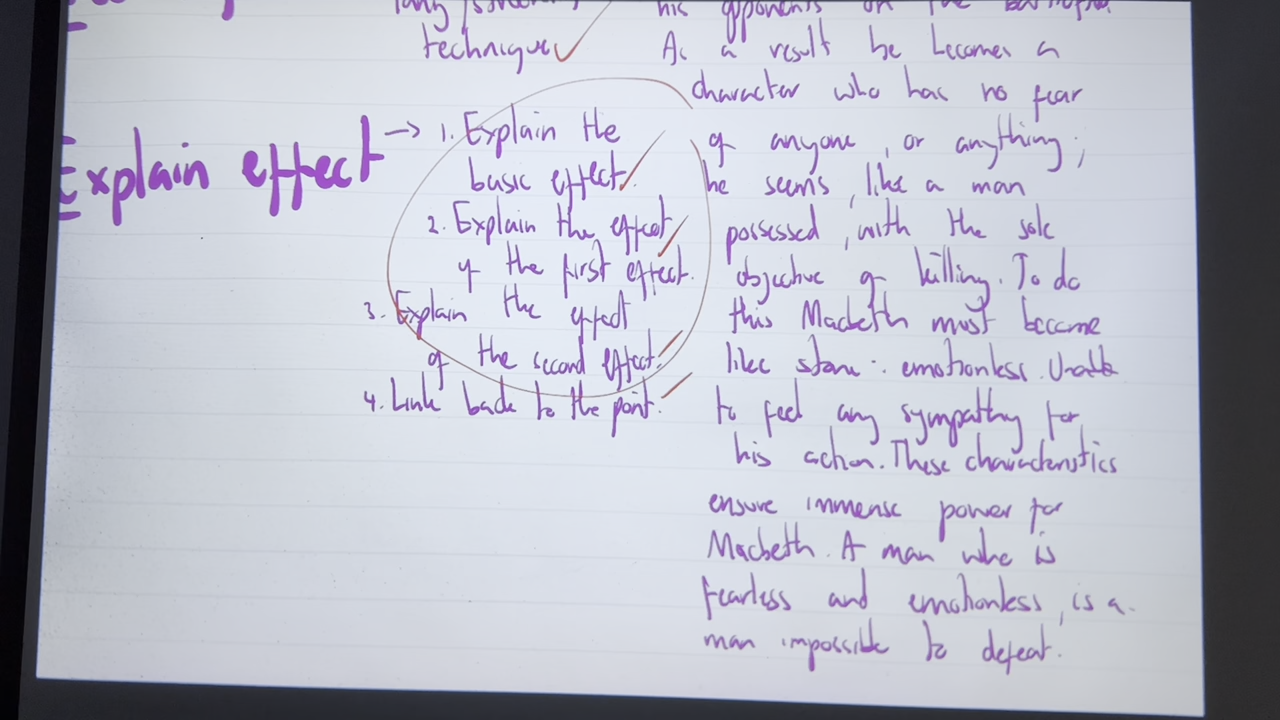 technique
Explain effect
1. Explain the
basic effect.
2. Explain the effect
of the first effect.
3. Explain the effect
of the second effect.
4. Link back to the point.
his opponents on the
As a result he becomes a
character who has no fear
of anyone, or anything;
he seems, like a man
possessed, with the sole
objective of killing. To do
this Macbeth must become
like stone: emotionless. Unable
to feel any sympathy for
his action. These characteristics
ensure immense power for
Macbeth. A man who is
fearless and emotionless, is a
man impossible to defeat.